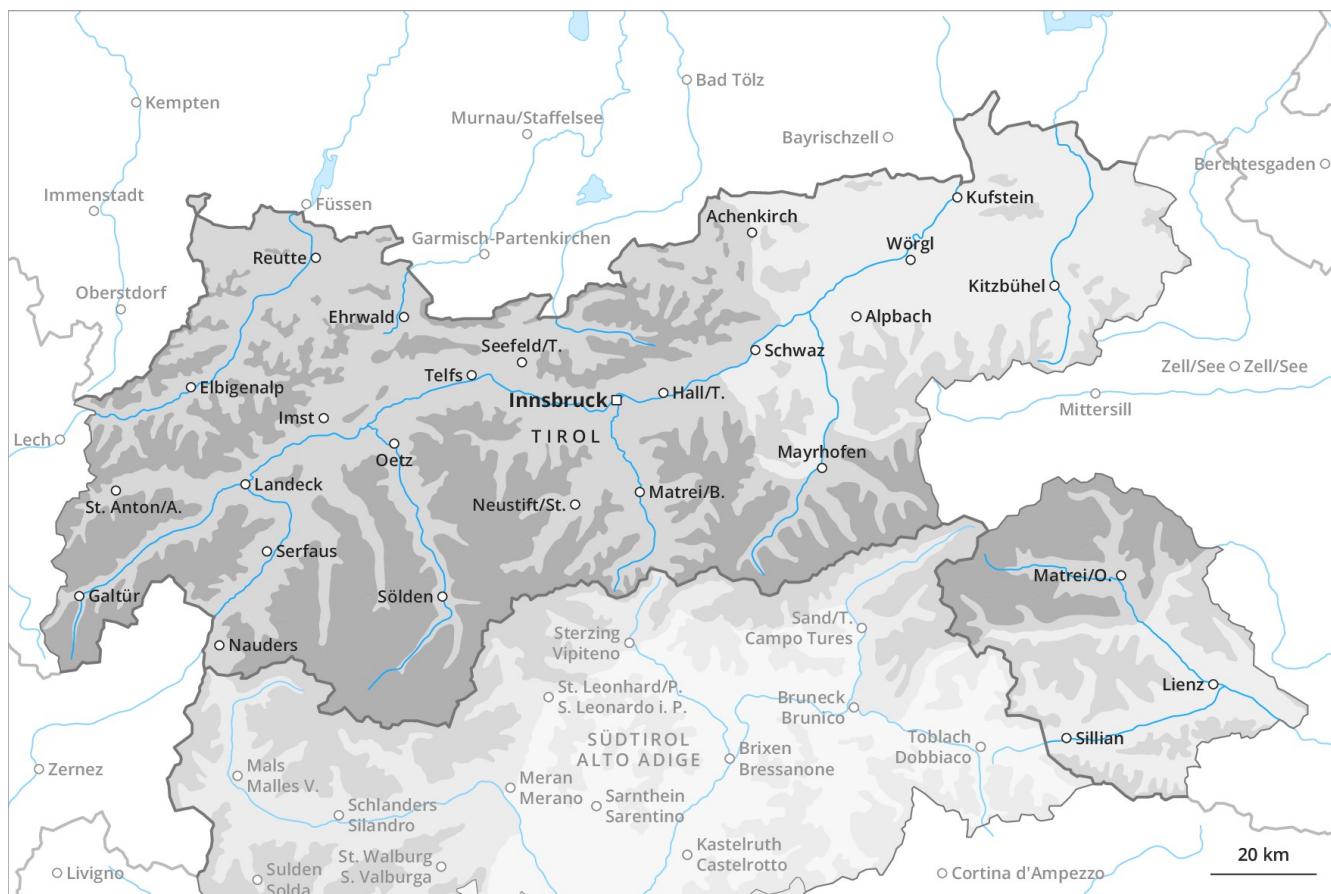 Bad Tölz
Kempten
Murnau/Staffelsee
Bayrischzell
Berchtesgaden
Immenstadt
Füssen
Kufstein
Achenkirch
Garmisch-Partenkirchen
Wörgl
Reutte
Kitzbühel
Oberstdorf
Ehrwald
Alpbach
Seefeld/T.
Schwaz
Zell/See
Zell/See
Telfs
Elbigenalp
Innsbruck
Hall/T.
Mittersill
Imst
TIROL
Lech
Oetz
Mayrhofen
Landeck
St. Anton/A.
Neustift/St.
Matrei/B.
Serfaus
Matrei/O.
Galtür
Sölden
Sand/T.
Campo Tures
Sterzing
Vipiteno
Nauders
Lienz
St. Leonhard/P.
S. Leonardo i. P.
Bruneck
Brunico
SÜDTIROL
ALTO ADIGE
Toblach
Dobbiaco
Sillian
Brixen
Bressanone
Zernez
Mals
Malles V.
Meran
Merano
Sarnthein
Sarentino
Schlanders
Silandro
Kastelruth
Castelrotto
20 km
St. Walburg
S. Valburga
Livigno
Sulden
Solda
Cortina d'Ampezzo